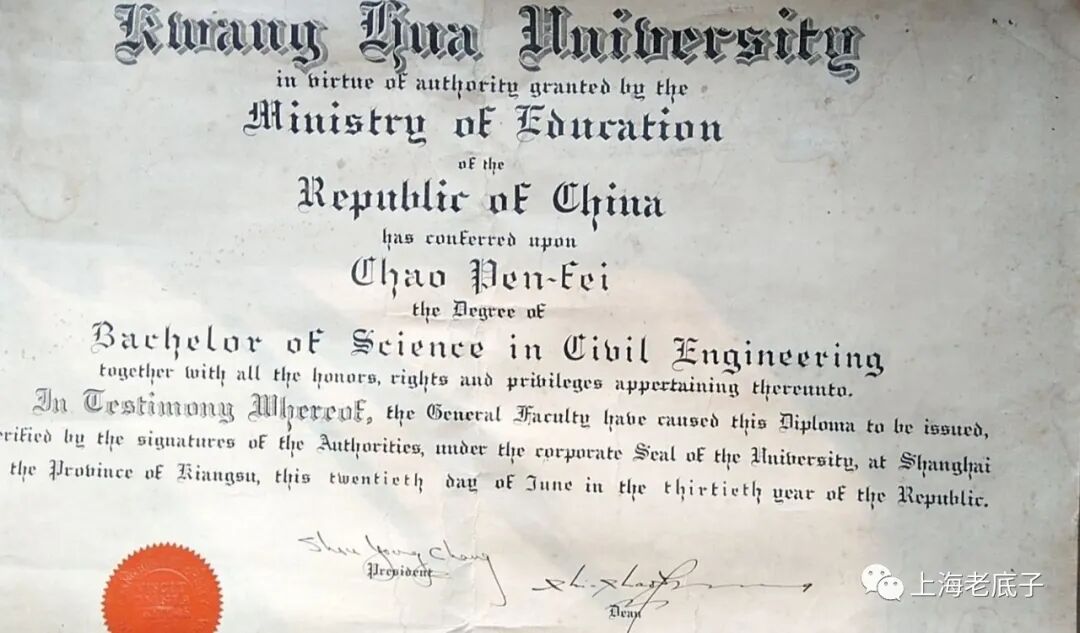 Kwang Hua University
in virtue of authority granted by the
Ministry of Education
of the
Republic of China
has conferred upon
Chao Pen-fei
the Degree of
Bachelor of Science in Civil Engineering
together with all the honors, rights and privileges appertaining thereunto.
In Testimony Whereof, the General Faculty have caused this Diploma to be issued,
erified by the signatures of the Authorities, under the corporate Seal of the University, at Shanghai
the Province of Kiangsu, this twentieth day of June in the thirtieth year of the Republic.
Chang
President
Dean
上海老底子